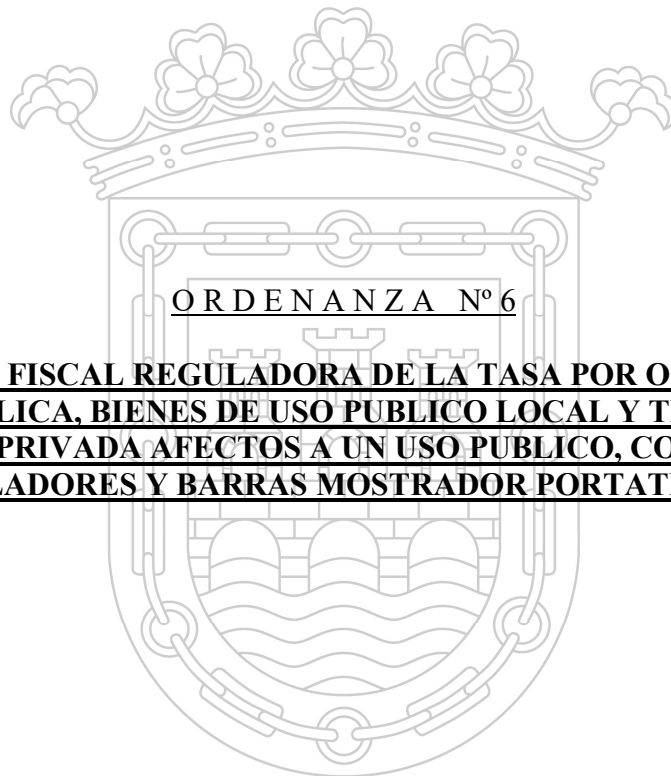 O R D E N A N Z A Nº 6
FISCAL REGULADORA DE LA TASA POR O
LICA, BIENES DE USO PUBLICO LOCAL Y T
PRIVADA AFECTOS A UN USO PUBLICO, CO
LADORES Y BARRAS MOSTRADOR PORTAT